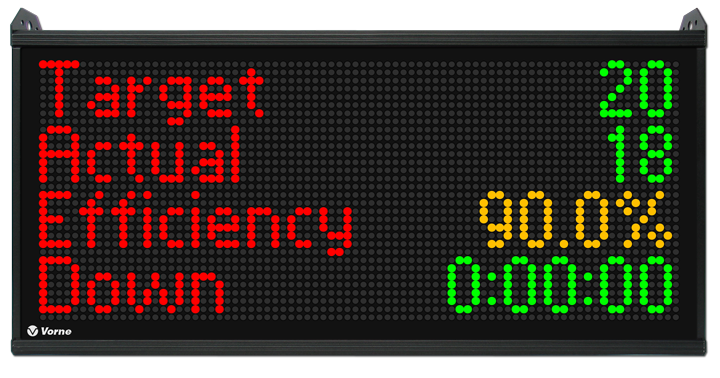 Target 20
Actual 18
Efficiency 90.0%
Down 0:00:00
Vorne